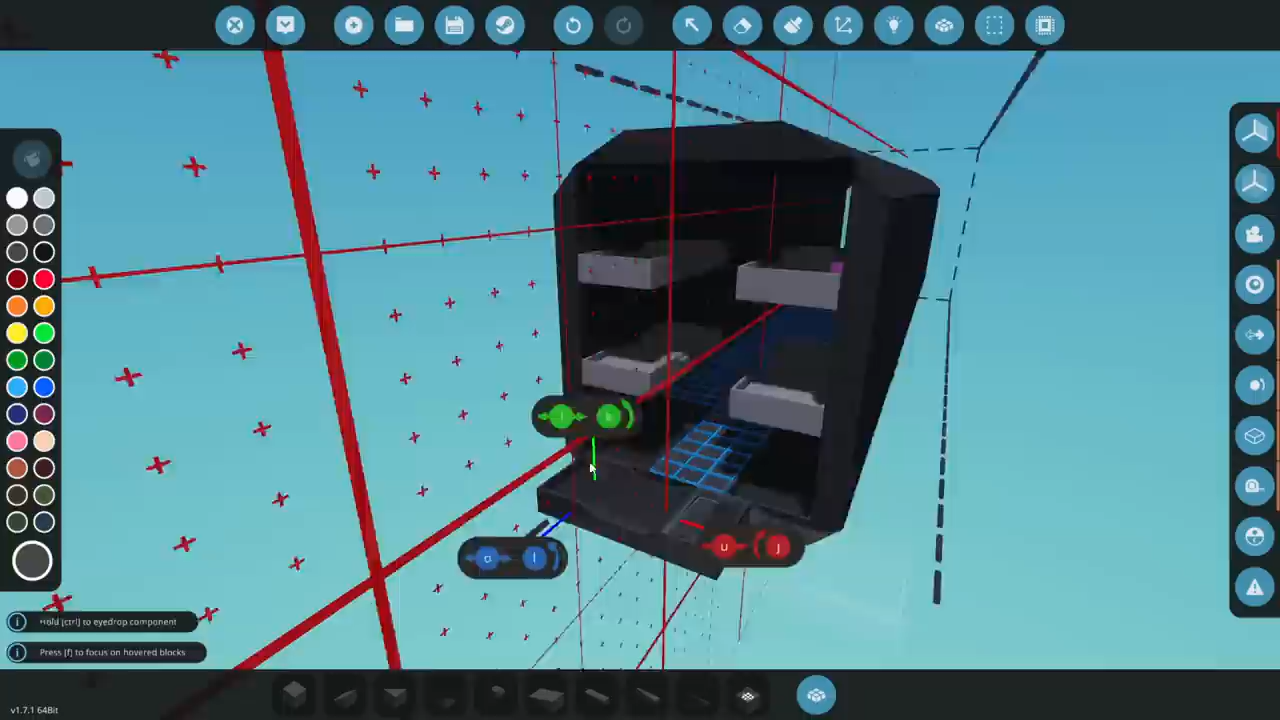 u
j
o
l
Hold [ctrl] to eyedrop component
Press [f] to focus on hovered blocks
v1.7.1 64Bit